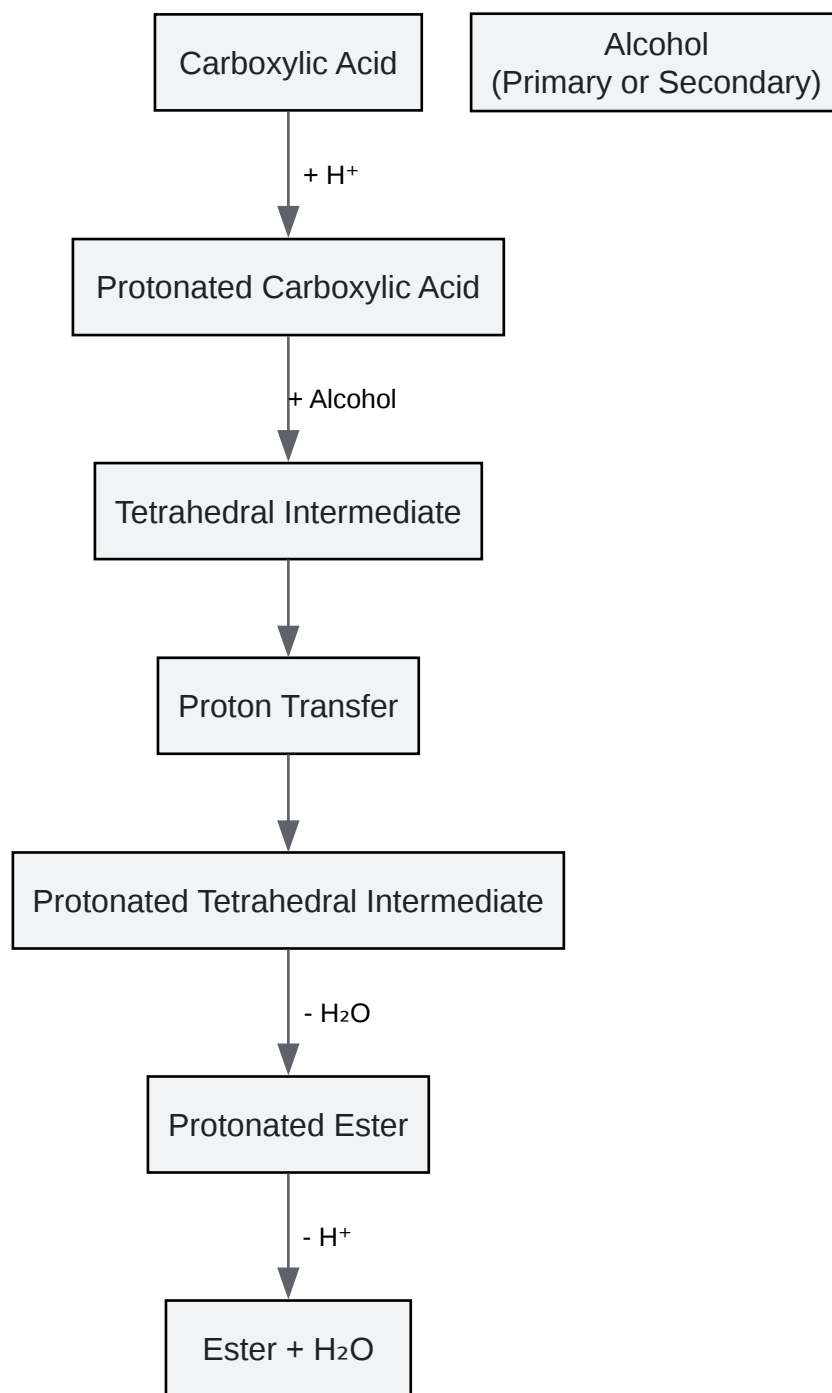 Carboxylic Acid
Alcohol
(Primary or Secondary)
+ H⁺
Protonated Carboxylic Acid
+ Alcohol
Tetrahedral Intermediate
Proton Transfer
Protonated Tetrahedral Intermediate
- H₂O
Protonated Ester
- H⁺
Ester + H₂O